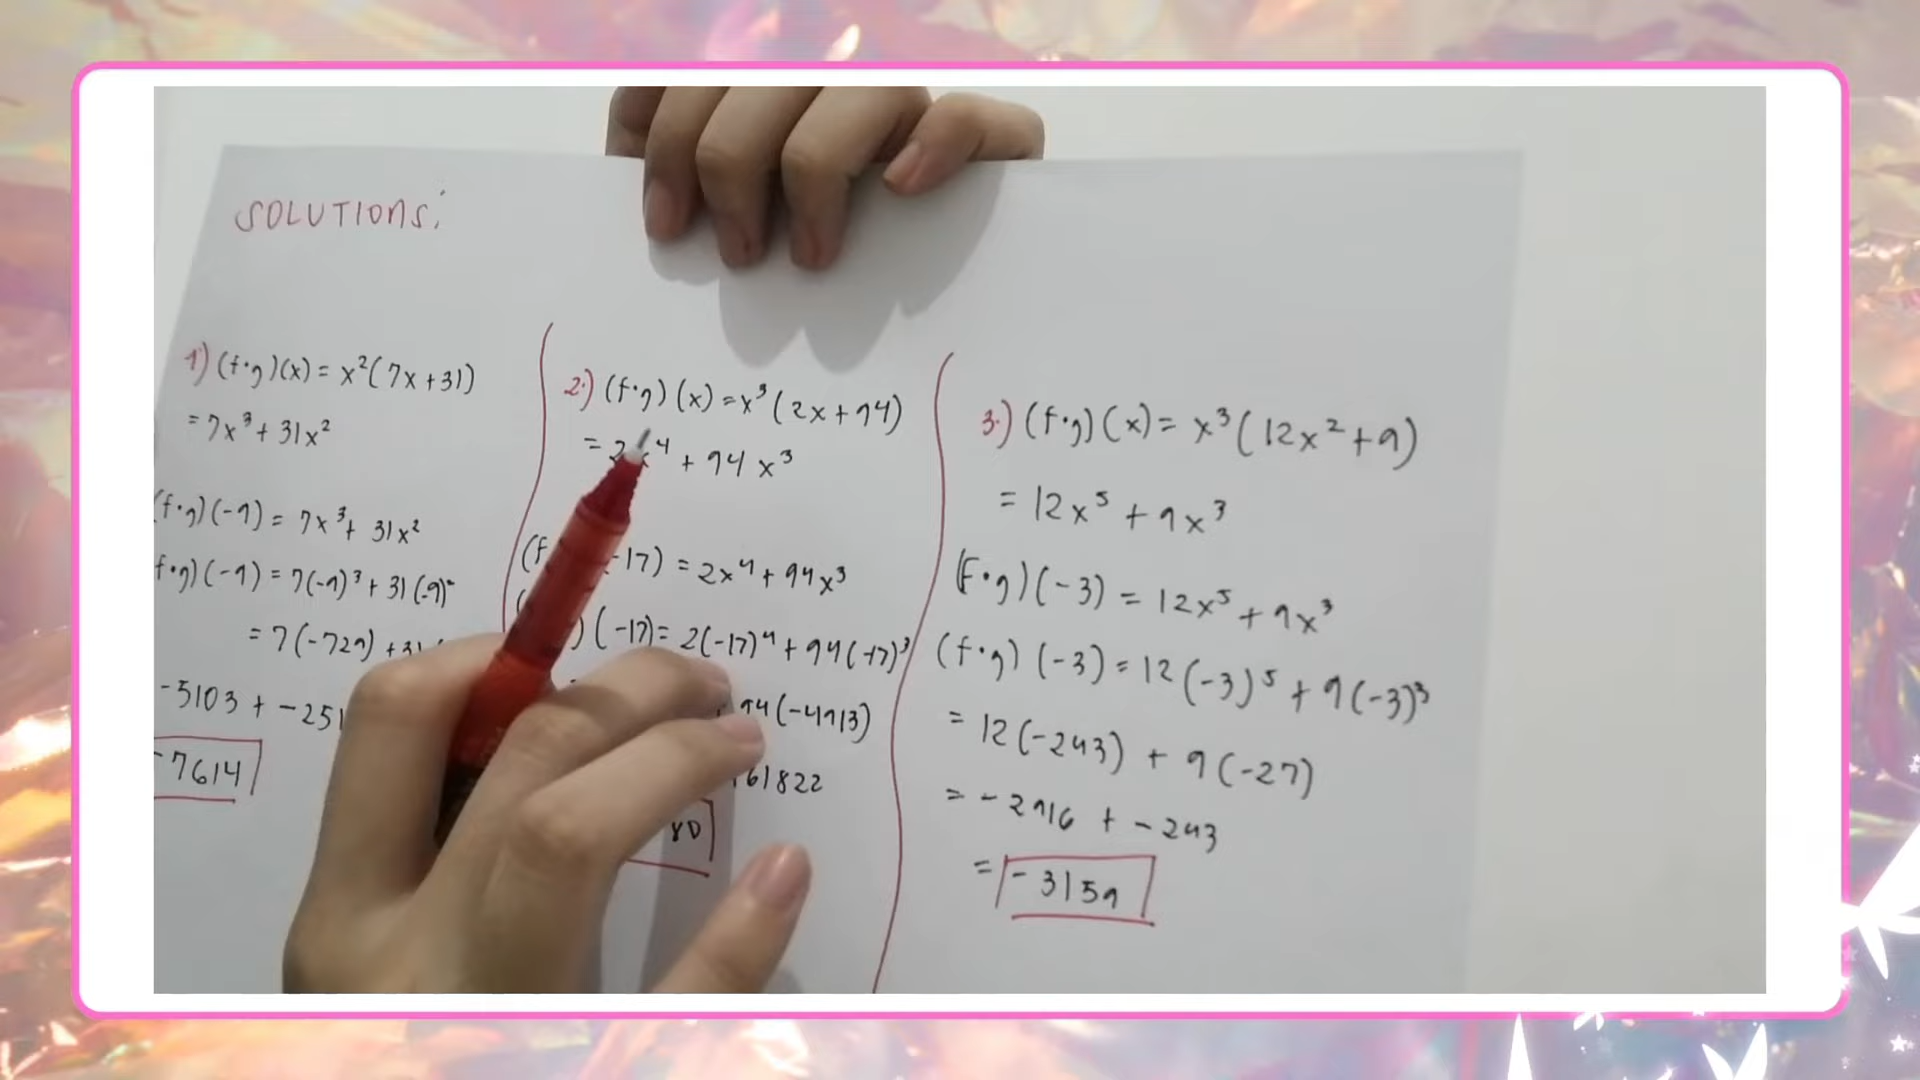 SOLUTIONS:
1.) (f·g)(x) = x²(7x+31)
= 7x³ + 31x²
(f·g)(-9) = 7x³ + 31x²
f·g)(-9) = 7(-9)³ + 31(-9)²
= 7(-729) + 31
-5103 + -251
-7614
2.) (f·g)(x) = x³(2x+94)
= 2x⁴ + 94x³
(f -17) = 2x⁴ + 94x³
)(-17) = 2(-17)⁴ + 94(-17)³
94(-4913)
61822
80
3.) (f·g)(x) = x³(12x²+9)
= 12x⁵ + 9x³
(f·g)(-3) = 12x⁵ + 9x³
(f·g)(-3) = 12(-3)⁵ + 9(-3)³
= 12(-243) + 9(-27)
= -2916 + -243
= -3159